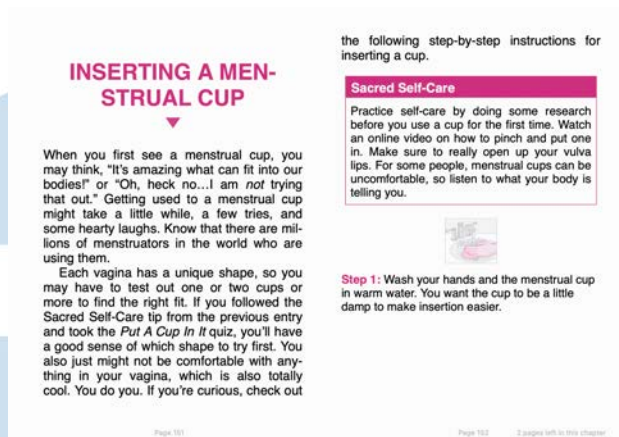 INSERTING A MEN-
STRUAL CUP
When you first see a menstrual cup, you
may think, “It’s amazing what can fit into our
bodies!” or “Oh, heck no...I am not trying
that out.” Getting used to a menstrual cup
might take a little while, a few tries, and
some hearty laughs. Know that there are mil-
lions of menstruators in the world who are
using them.
Each vagina has a unique shape, so you
may have to test out one or two cups or
more to find the right fit. If you followed the
Sacred Self-Care tip from the previous entry
and took the Put A Cup In It quiz, you’ll have
a good sense of which shape to try first. You
also just might not be comfortable with any-
thing in your vagina, which is also totally
cool. You do you. If you’re curious, check out
Page 151
the following step-by-step instructions for
inserting a cup.
Sacred Self-Care
Practice self-care by doing some research
before you use a cup for the first time. Watch
an online video on how to pinch and put one
in. Make sure to really open up your vulva
lips. For some people, menstrual cups can be
uncomfortable, so listen to what your body is
telling you.
Step 1: Wash your hands and the menstrual cup
in warm water. You want the cup to be a little
damp to make insertion easier.
Page 152
2 pages left in this chapter